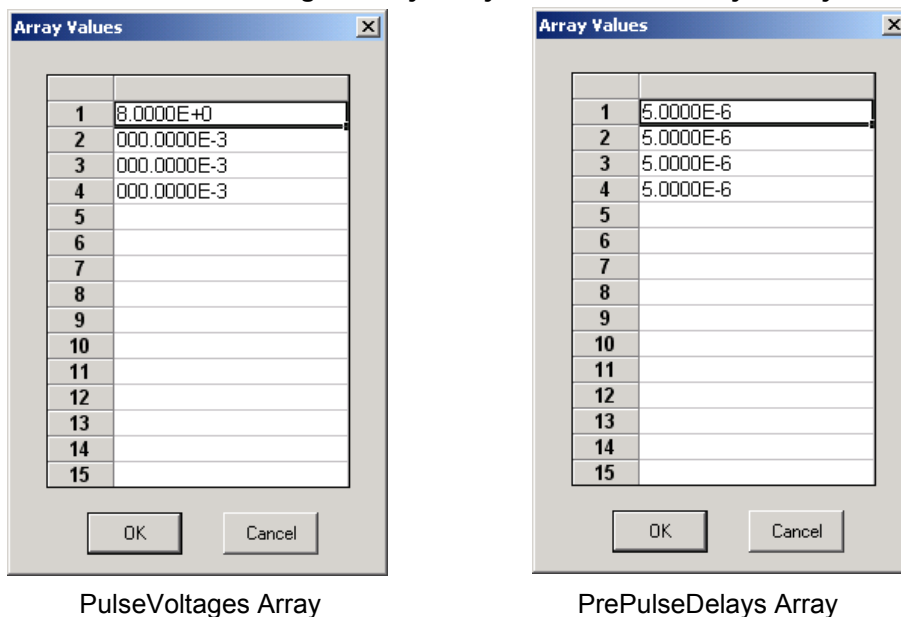 Array Values
1 8.0000E+0
2 000.0000E-3
3 000.0000E-3
4 000.0000E-3
5
6
7
8
9
10
11
12
13
14
15
OK Cancel
PulseVoltages Array
Array Values
1 5.0000E-6
2 5.0000E-6
3 5.0000E-6
4 5.0000E-6
5
6
7
8
9
10
11
12
13
14
15
OK Cancel
PrePulseDelays Array